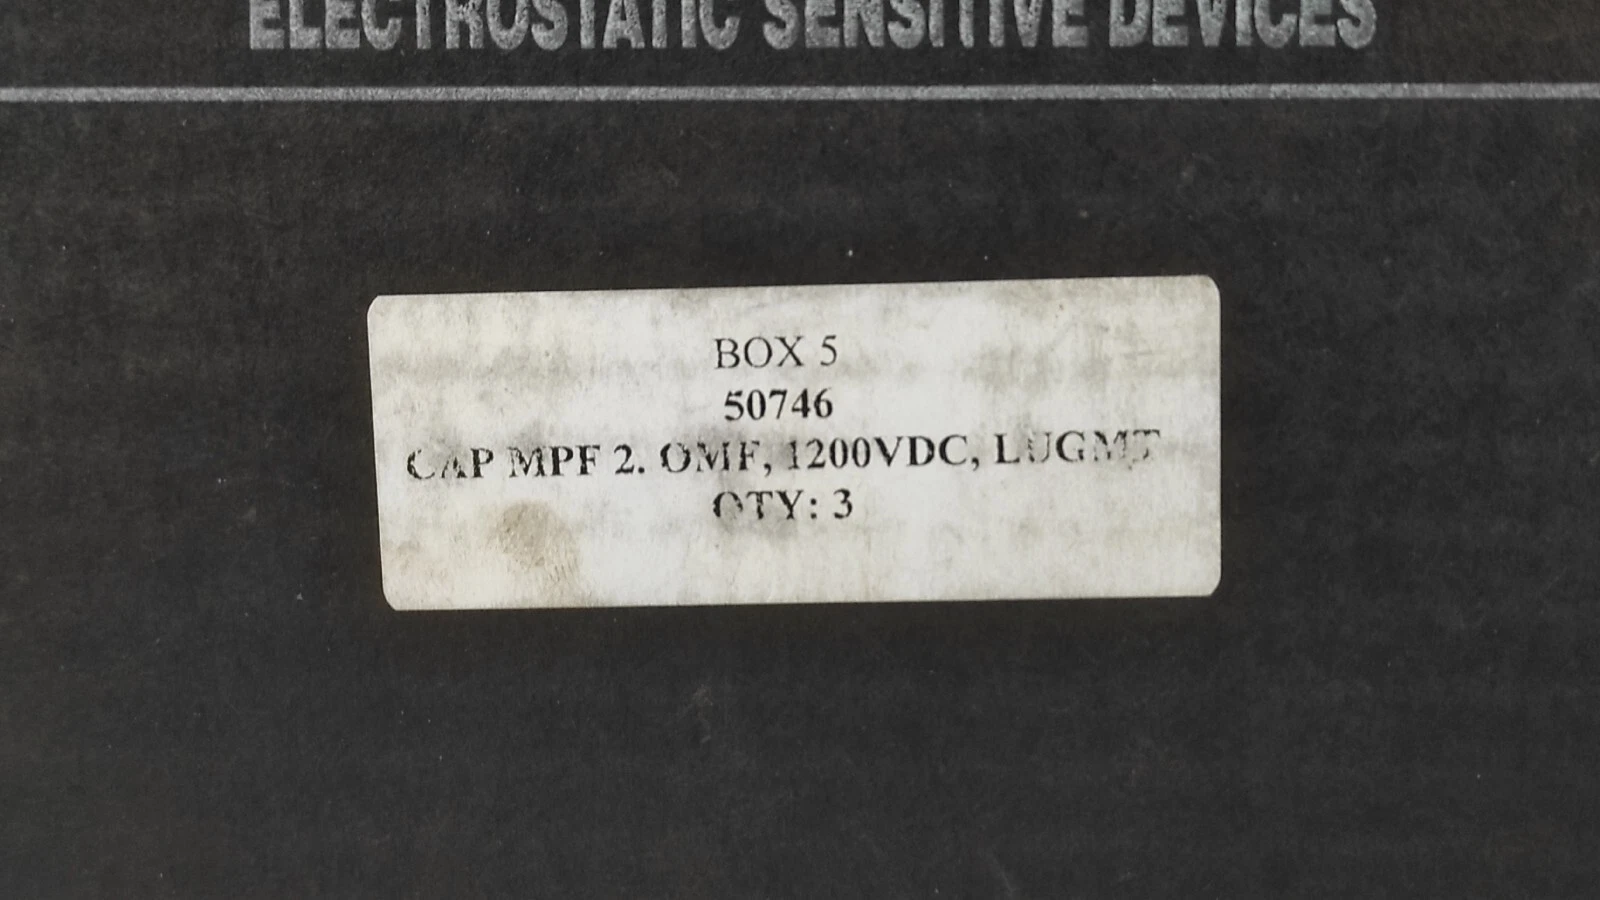 ELECTROSTATIC SENSITIVE DEVICES
BOX 5
50746
CAP MPF 2. OMF, 1200VDC, LUGMT
QTY: 3